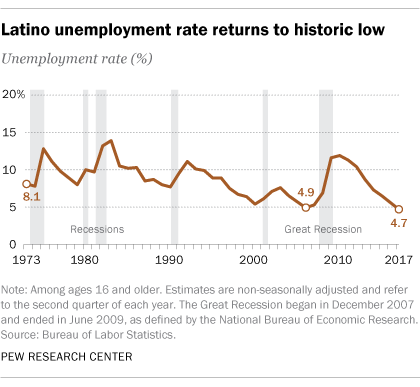 Latino unemployment rate returns to historic low
Unemployment rate (%)
20%
15
10
5
0
8.1
4.9
4.7
Recessions
Great Recession
1973 1980 1990 2000 2010 2017
Note: Among ages 16 and older. Estimates are non-seasonally adjusted and refer
to the second quarter of each year. The Great Recession began in December 2007
and ended in June 2009, as defined by the National Bureau of Economic Research.
Source: Bureau of Labor Statistics.
PEW RESEARCH CENTER